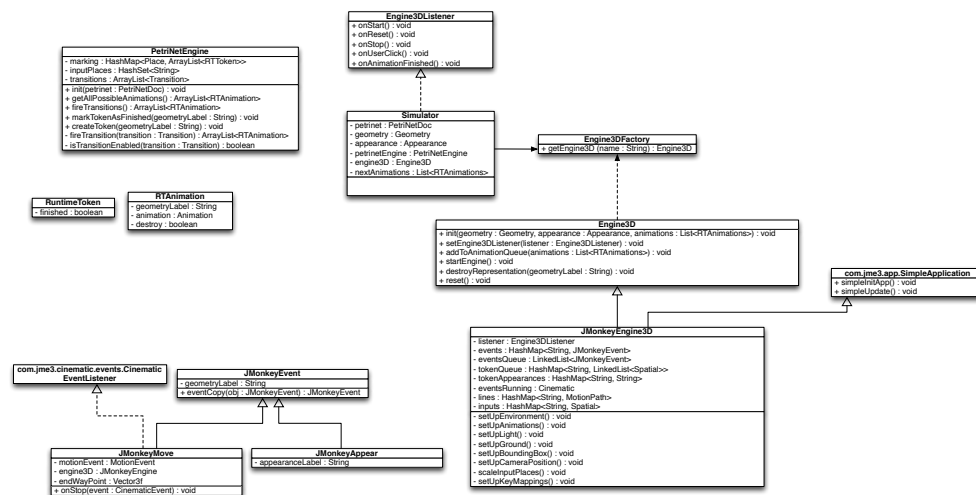 Engine3DListener
+ onStart() : void
+ onReset() : void
+ onStop() : void
+ onUserClick() : void
+ onAnimationFinished() : void
PetriNetEngine
- marking : HashMap<Place, ArrayList<RTToken>>
- inputPlaces : HashSet<String>
- transitions : ArrayList<Transition>
+ init(petrinet : PetriNetDoc) : void
+ getAllPossibleAnimations() : ArrayList<RTAnimation>
+ fireTransitions() : ArrayList<RTAnimation>
+ markTokenAsFinished(geometryLabel : String) : void
+ createToken(geometryLabel : String) : void
- fireTransition(transition : Transition) : ArrayList<RTAnimation>
- isTransitionEnabled(transition : Transition) : boolean
Simulator
- petrinet : PetriNetDoc
- geometry : Geometry
- appearance : Appearance
- petrinetEngine : PetriNetEngine
- engine3D : Engine3D
- nextAnimations : List<RTAnimations>
Engine3DFactory
+ getEngine3D (name : String) : Engine3D
RuntimeToken
- finished : boolean
RTAnimation
- geometryLabel : String
- animation : Animation
- destroy : boolean
Engine3D
+ init(geometry : Geometry, appearance : Appearance, animations : List<RTAnimations>) : void
+ setEngine3DListener(listener : Engine3DListener) : void
+ addToAnimationQueue(animations : List<RTAnimations>) : void
+ startEngine() : void
+ destroyRepresentation(geometryLabel : String) : void
+ reset() : void
com.jme3.app.SimpleApplication
+ simpleInitApp() : void
+ simpleUpdate() : void
JMonkeyEngine3D
- listener : Engine3DListener
- events : HashMap<String, JMonkeyEvent>
- eventsQueue : LinkedList<JMonkeyEvent>
- tokenQueue : HashMap<String, LinkedList<Spatial>>
- tokenAppearances : HashMap<String, String>
- eventsRunning : Cinematic
- lines : HashMap<String, MotionPath>
- inputs : HashMap<String, Spatial>
- setUpEnvironment() : void
- setUpAnimations() : void
- setUpLight() : void
- setUpGround() : void
- setUpBoundingBox() : void
- setUpCameraPosition() : void
- scaleInputPlaces() : void
- setUpKeyMappings() : void
com.jme3.cinematic.events.Cinematic
EventListener
JMonkeyEvent
- geometryLabel : String
+ eventCopy(obj : JMonkeyEvent) : JMonkeyEvent
JMonkeyMove
- motionEvent : MotionEvent
- engine3D : JMonkeyEngine
- endWayPoint : Vector3f
+ onStop(event : CinematicEvent) : void
JMonkeyAppear
- appearanceLabel : String